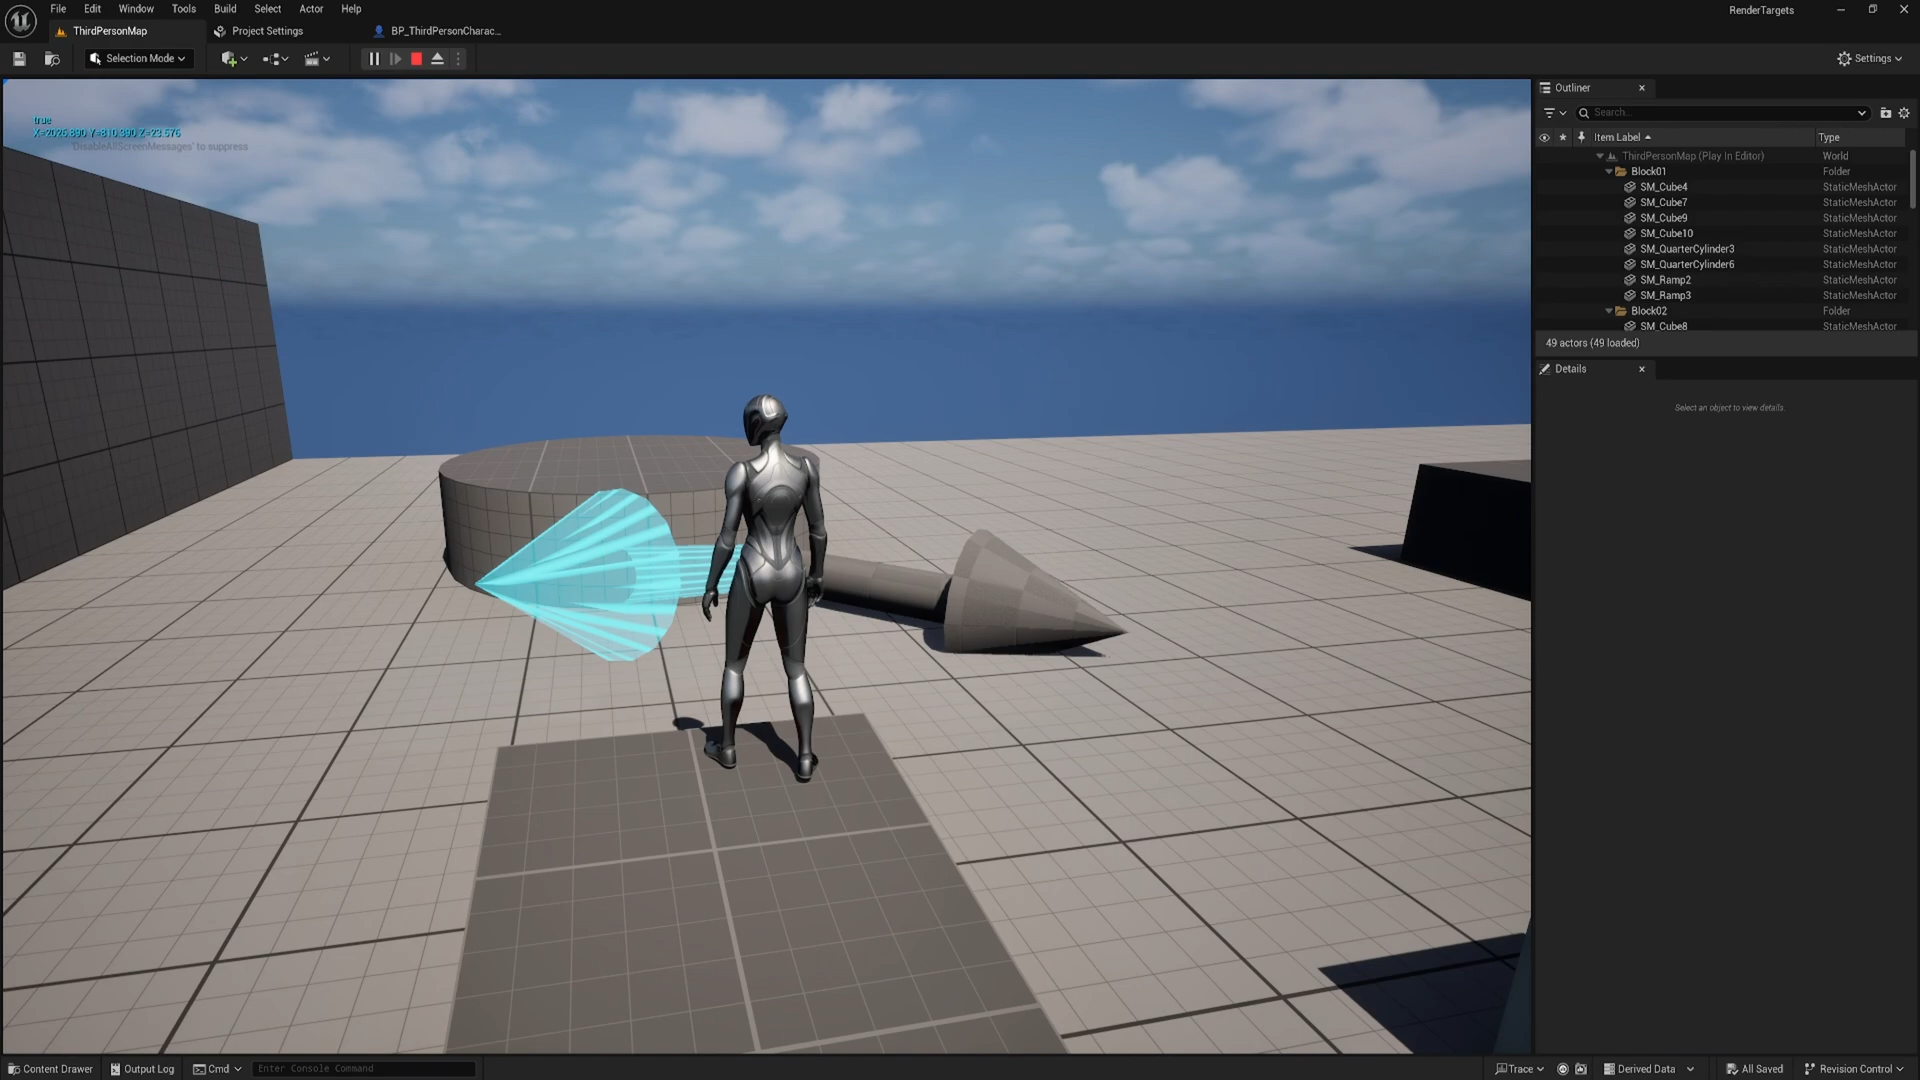 File Edit Window Tools Build Select Actor Help
RenderTargets
ThirdPersonMap
Project Settings
BP_ThirdPersonCharac...
Selection Mode
Settings
true
X=2026.890 Y=810.390 Z=23.576
'DisableAllScreenMessages' to suppress
Outliner
Search...
Item Label Type
ThirdPersonMap (Play In Editor) World
Block01 Folder
SM_Cube4 StaticMeshActor
SM_Cube7 StaticMeshActor
SM_Cube9 StaticMeshActor
SM_Cube10 StaticMeshActor
SM_QuarterCylinder3 StaticMeshActor
SM_QuarterCylinder6 StaticMeshActor
SM_Ramp2 StaticMeshActor
SM_Ramp3 StaticMeshActor
Block02 Folder
SM_Cube8 StaticMeshActor
49 actors (49 loaded)
Details
Select an object to view details.
Content Drawer Output Log Cmd Enter Console Command
Trace Derived Data All Saved Revision Control